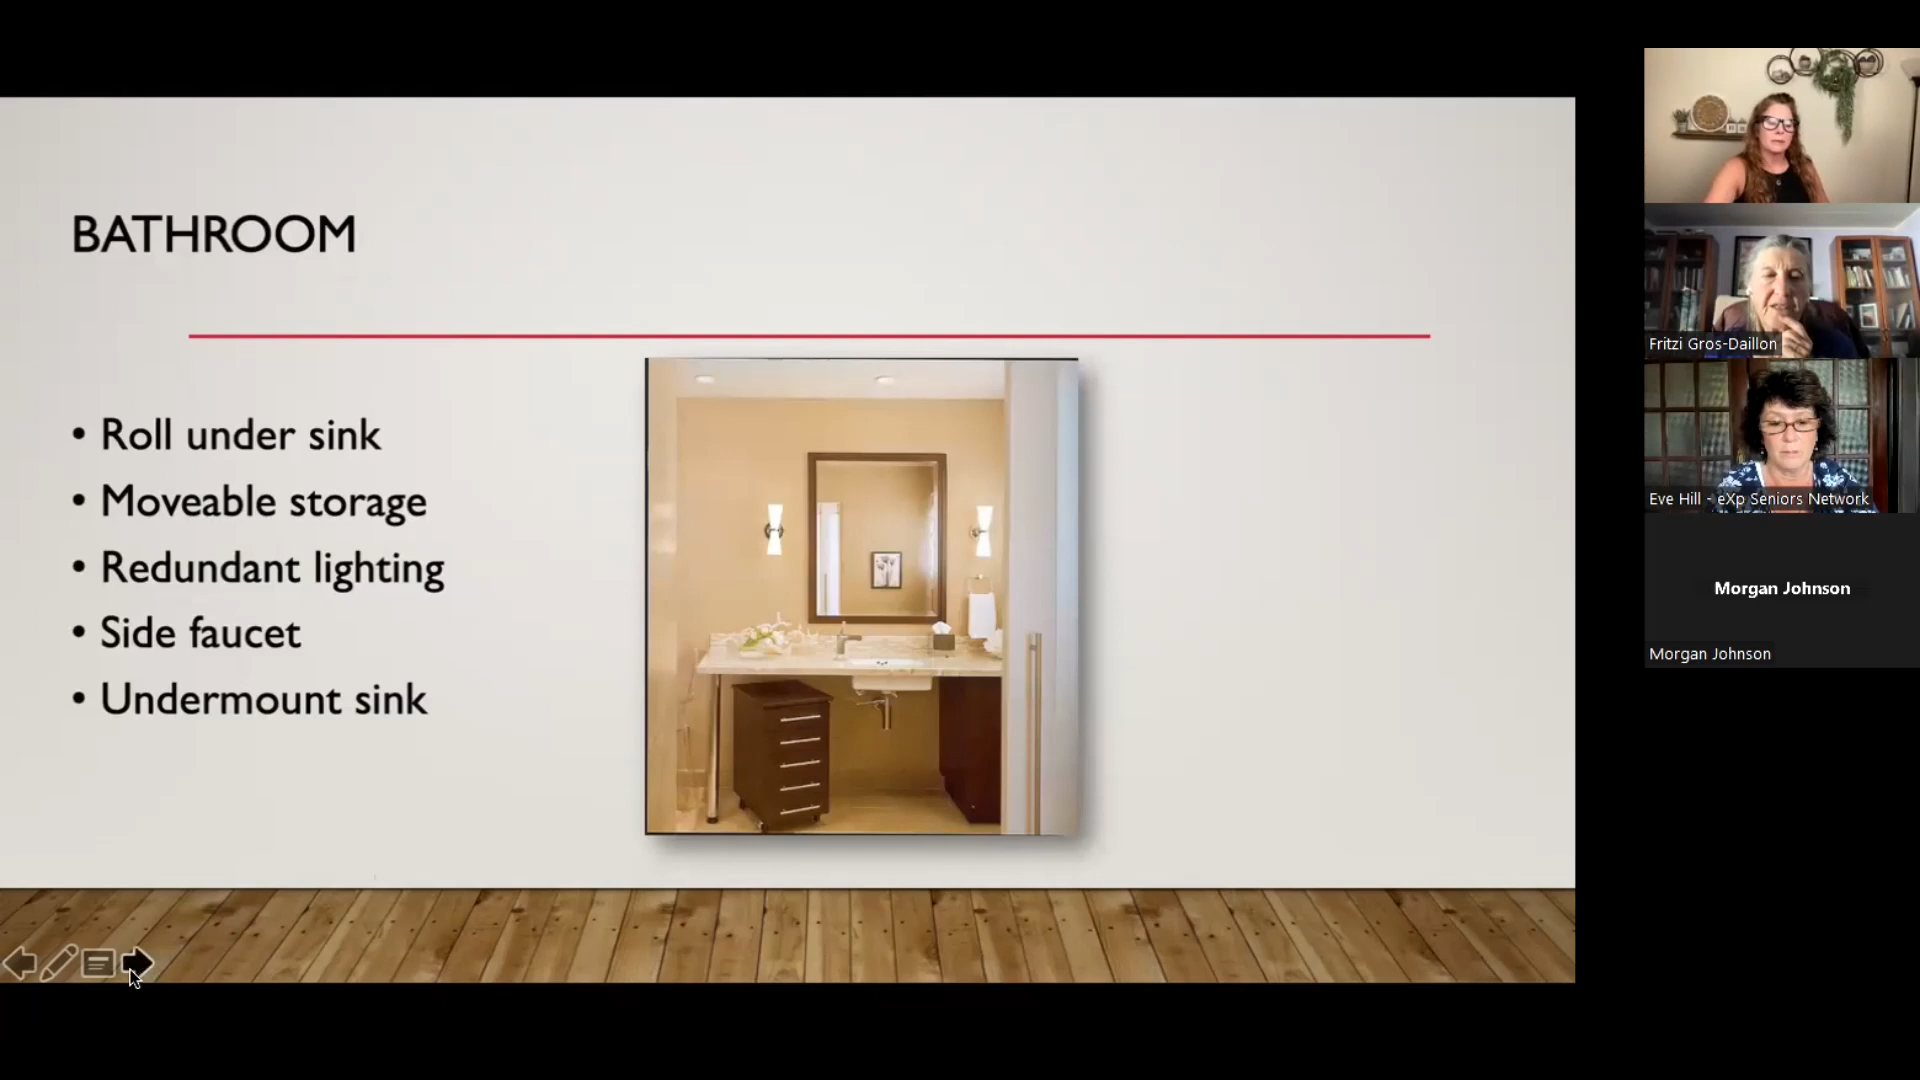 BATHROOM
• Roll under sink
• Moveable storage
• Redundant lighting
• Side faucet
• Undermount sink
Fritzi Gros-Daillon
Eve Hill - eXp Seniors Network
Morgan Johnson
Morgan Johnson